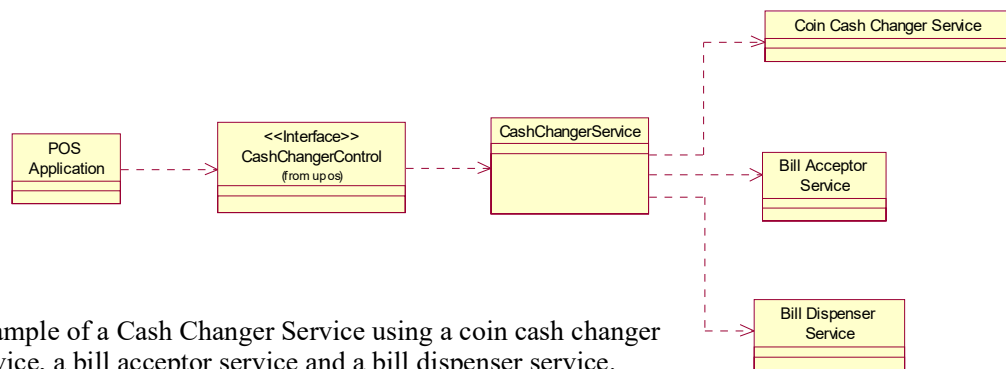 Coin Cash Changer Service
<<Interface>>
CashChangerControl
(from upos)
POS
Application
CashChangerService
Bill Acceptor
Service
Bill Dispenser
Service
ample of a Cash Changer Service using a coin cash changer
vice, a bill acceptor service and a bill dispenser service.